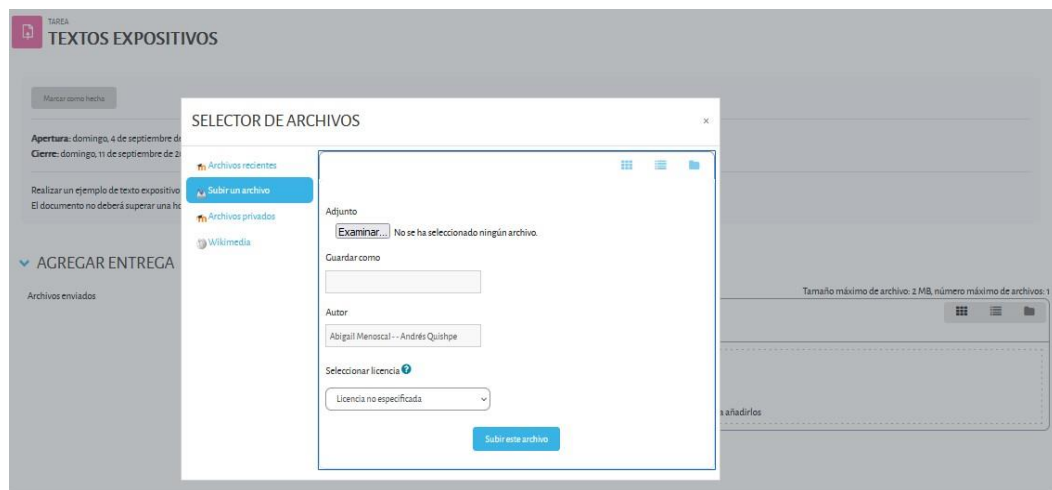 TAREA
TEXTOS EXPOSITIVOS
Marcar como hecha
SELECTOR DE ARCHIVOS
×
Apertura: domingo, 4 de septiembre de
Cierre: domingo, 11 de septiembre de
Archivos recientes
Subir un archivo
Archivos privados
Wikimedia
Realizar un ejemplo de texto expositivo
El documento no deberá superar una
Adjunto
Examinar... No se ha seleccionado ningún archivo.
Guardar como
Autor
Abigail Menoscal - - Andrés Quishpe
Seleccionar licencia
Licencia no especificada
Subir este archivo
AGREGAR ENTREGA
Archivos enviados
Tamaño máximo de archivo: 2 MB, número máximo de archivos: 1
añadirlos